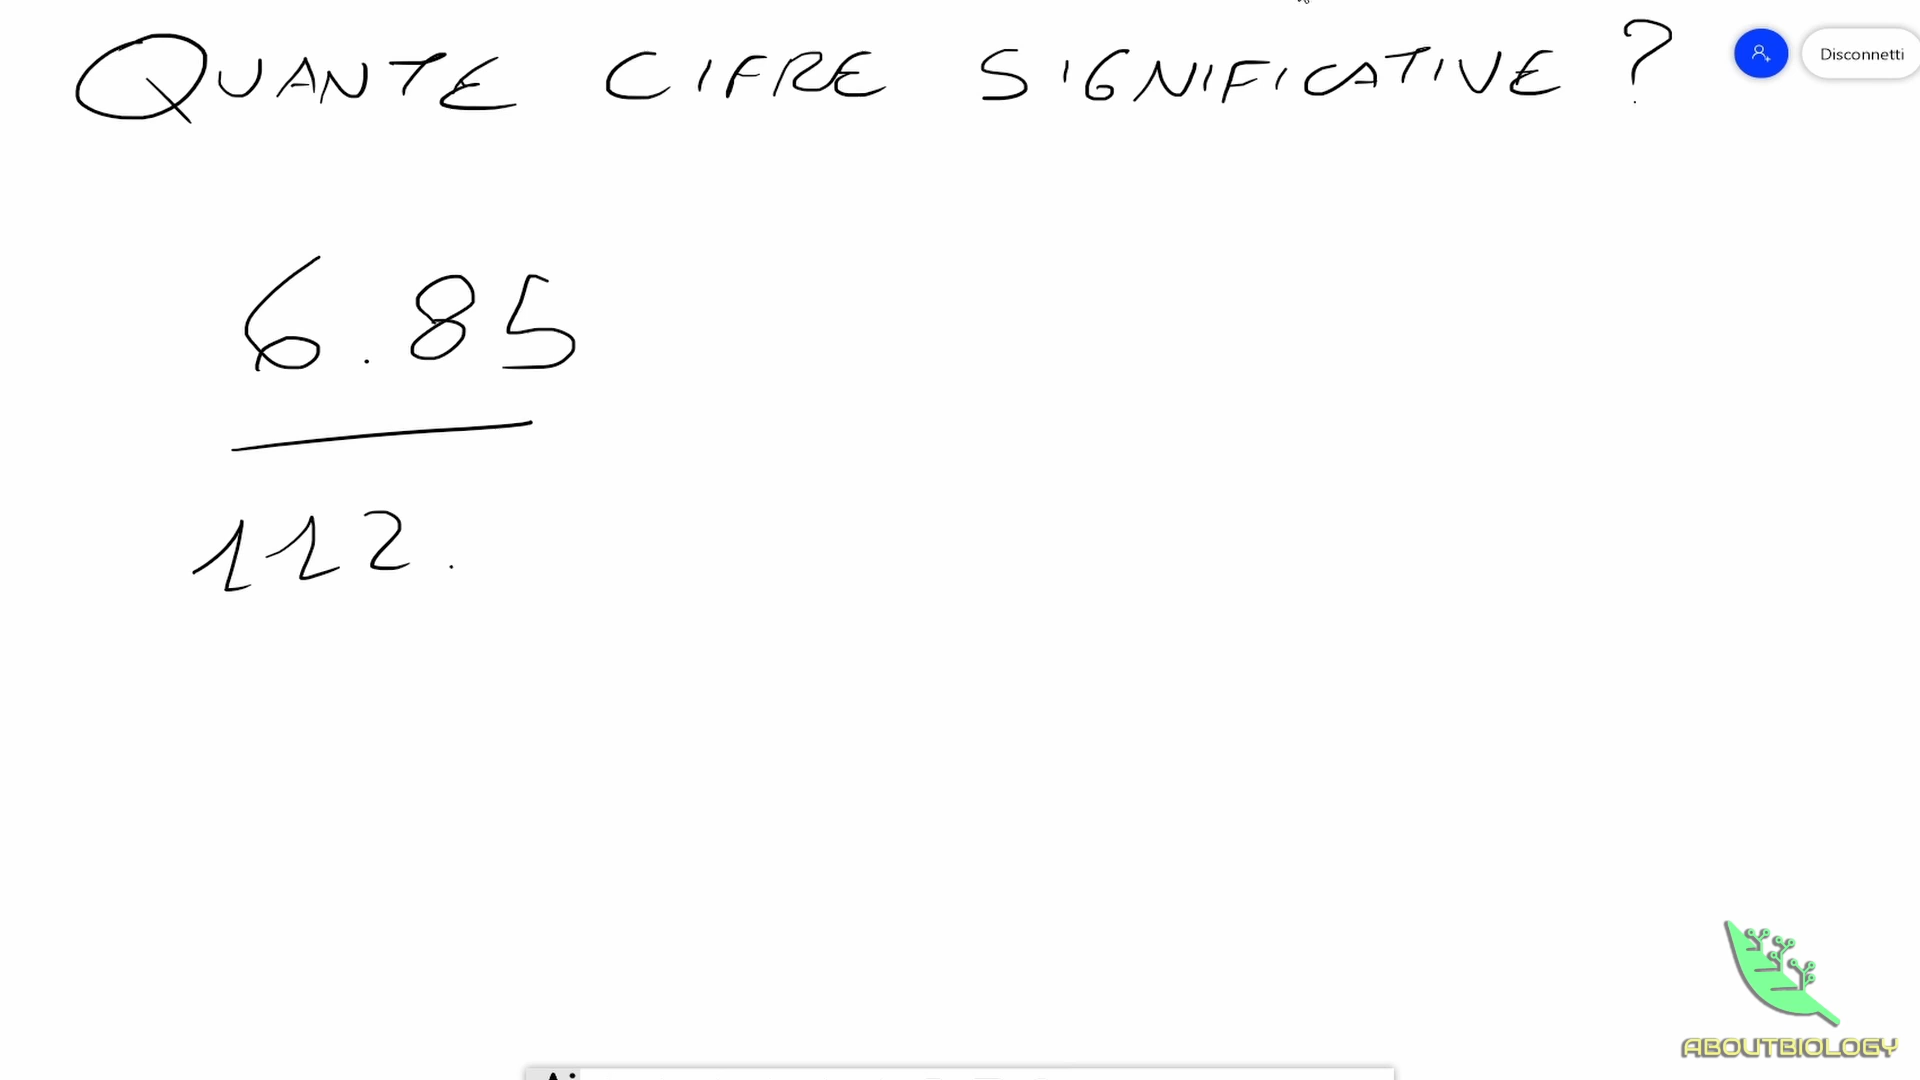 QUANTE CIFRE SIGNIFICATIVE ?
Disconnetti
6.85
112.
ABOUTBIOLOGY